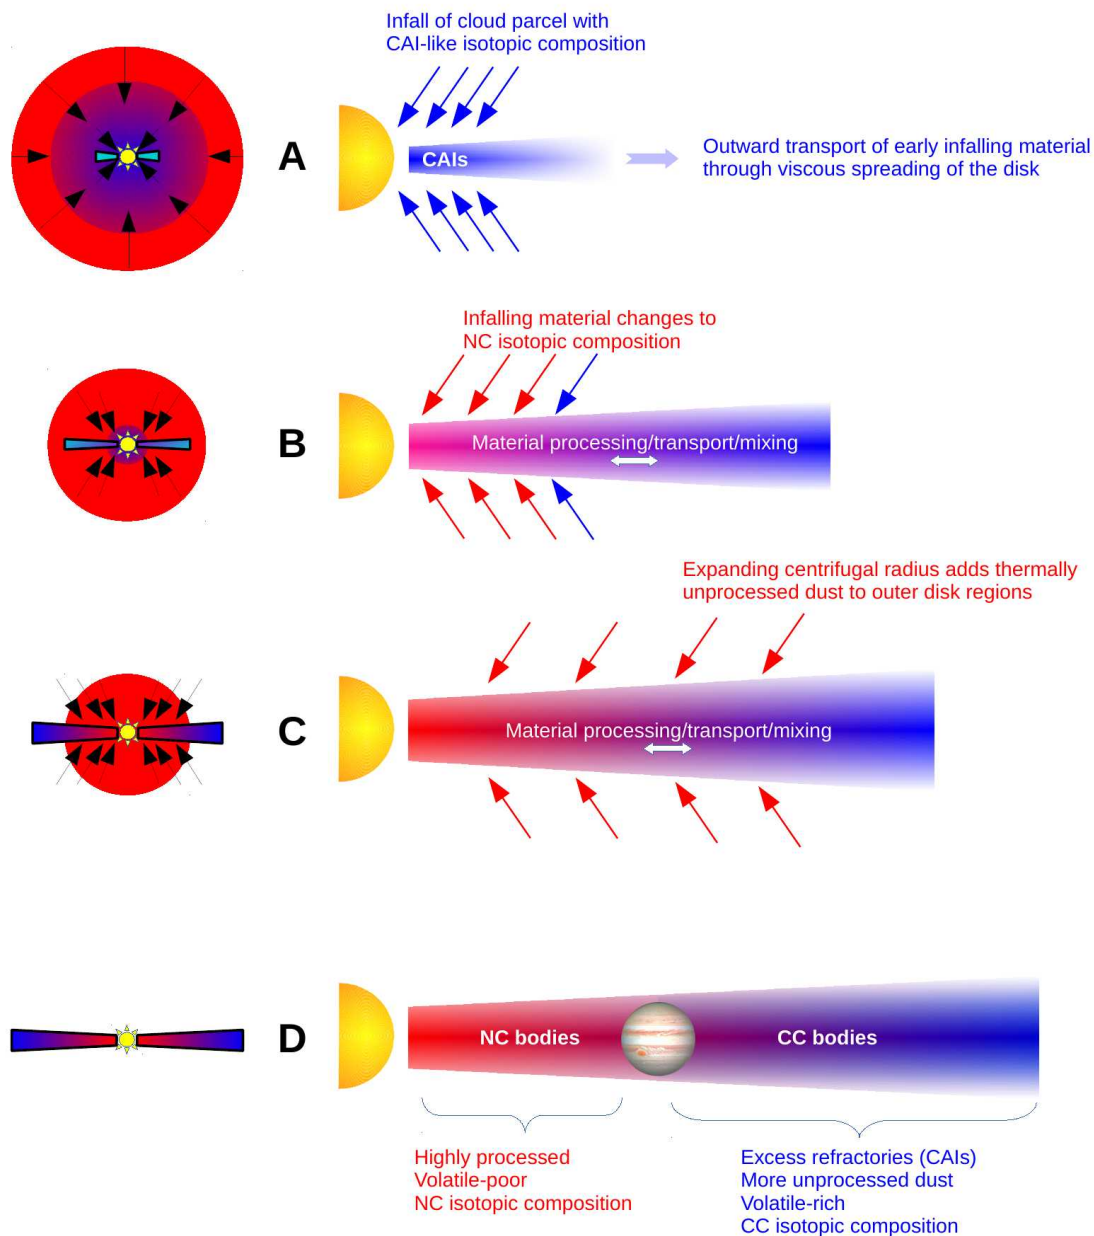 Infall of cloud parcel with
CAI-like isotopic composition
A
CAIs
Outward transport of early infalling material
through viscous spreading of the disk
Infalling material changes to
NC isotopic composition
B
Material processing/transport/mixing
Expanding centrifugal radius adds thermally
unprocessed dust to outer disk regions
C
Material processing/transport/mixing
D
NC bodies
CC bodies
Highly processed
Volatile-poor
NC isotopic composition
Excess refractories (CAIs)
More unprocessed dust
Volatile-rich
CC isotopic composition